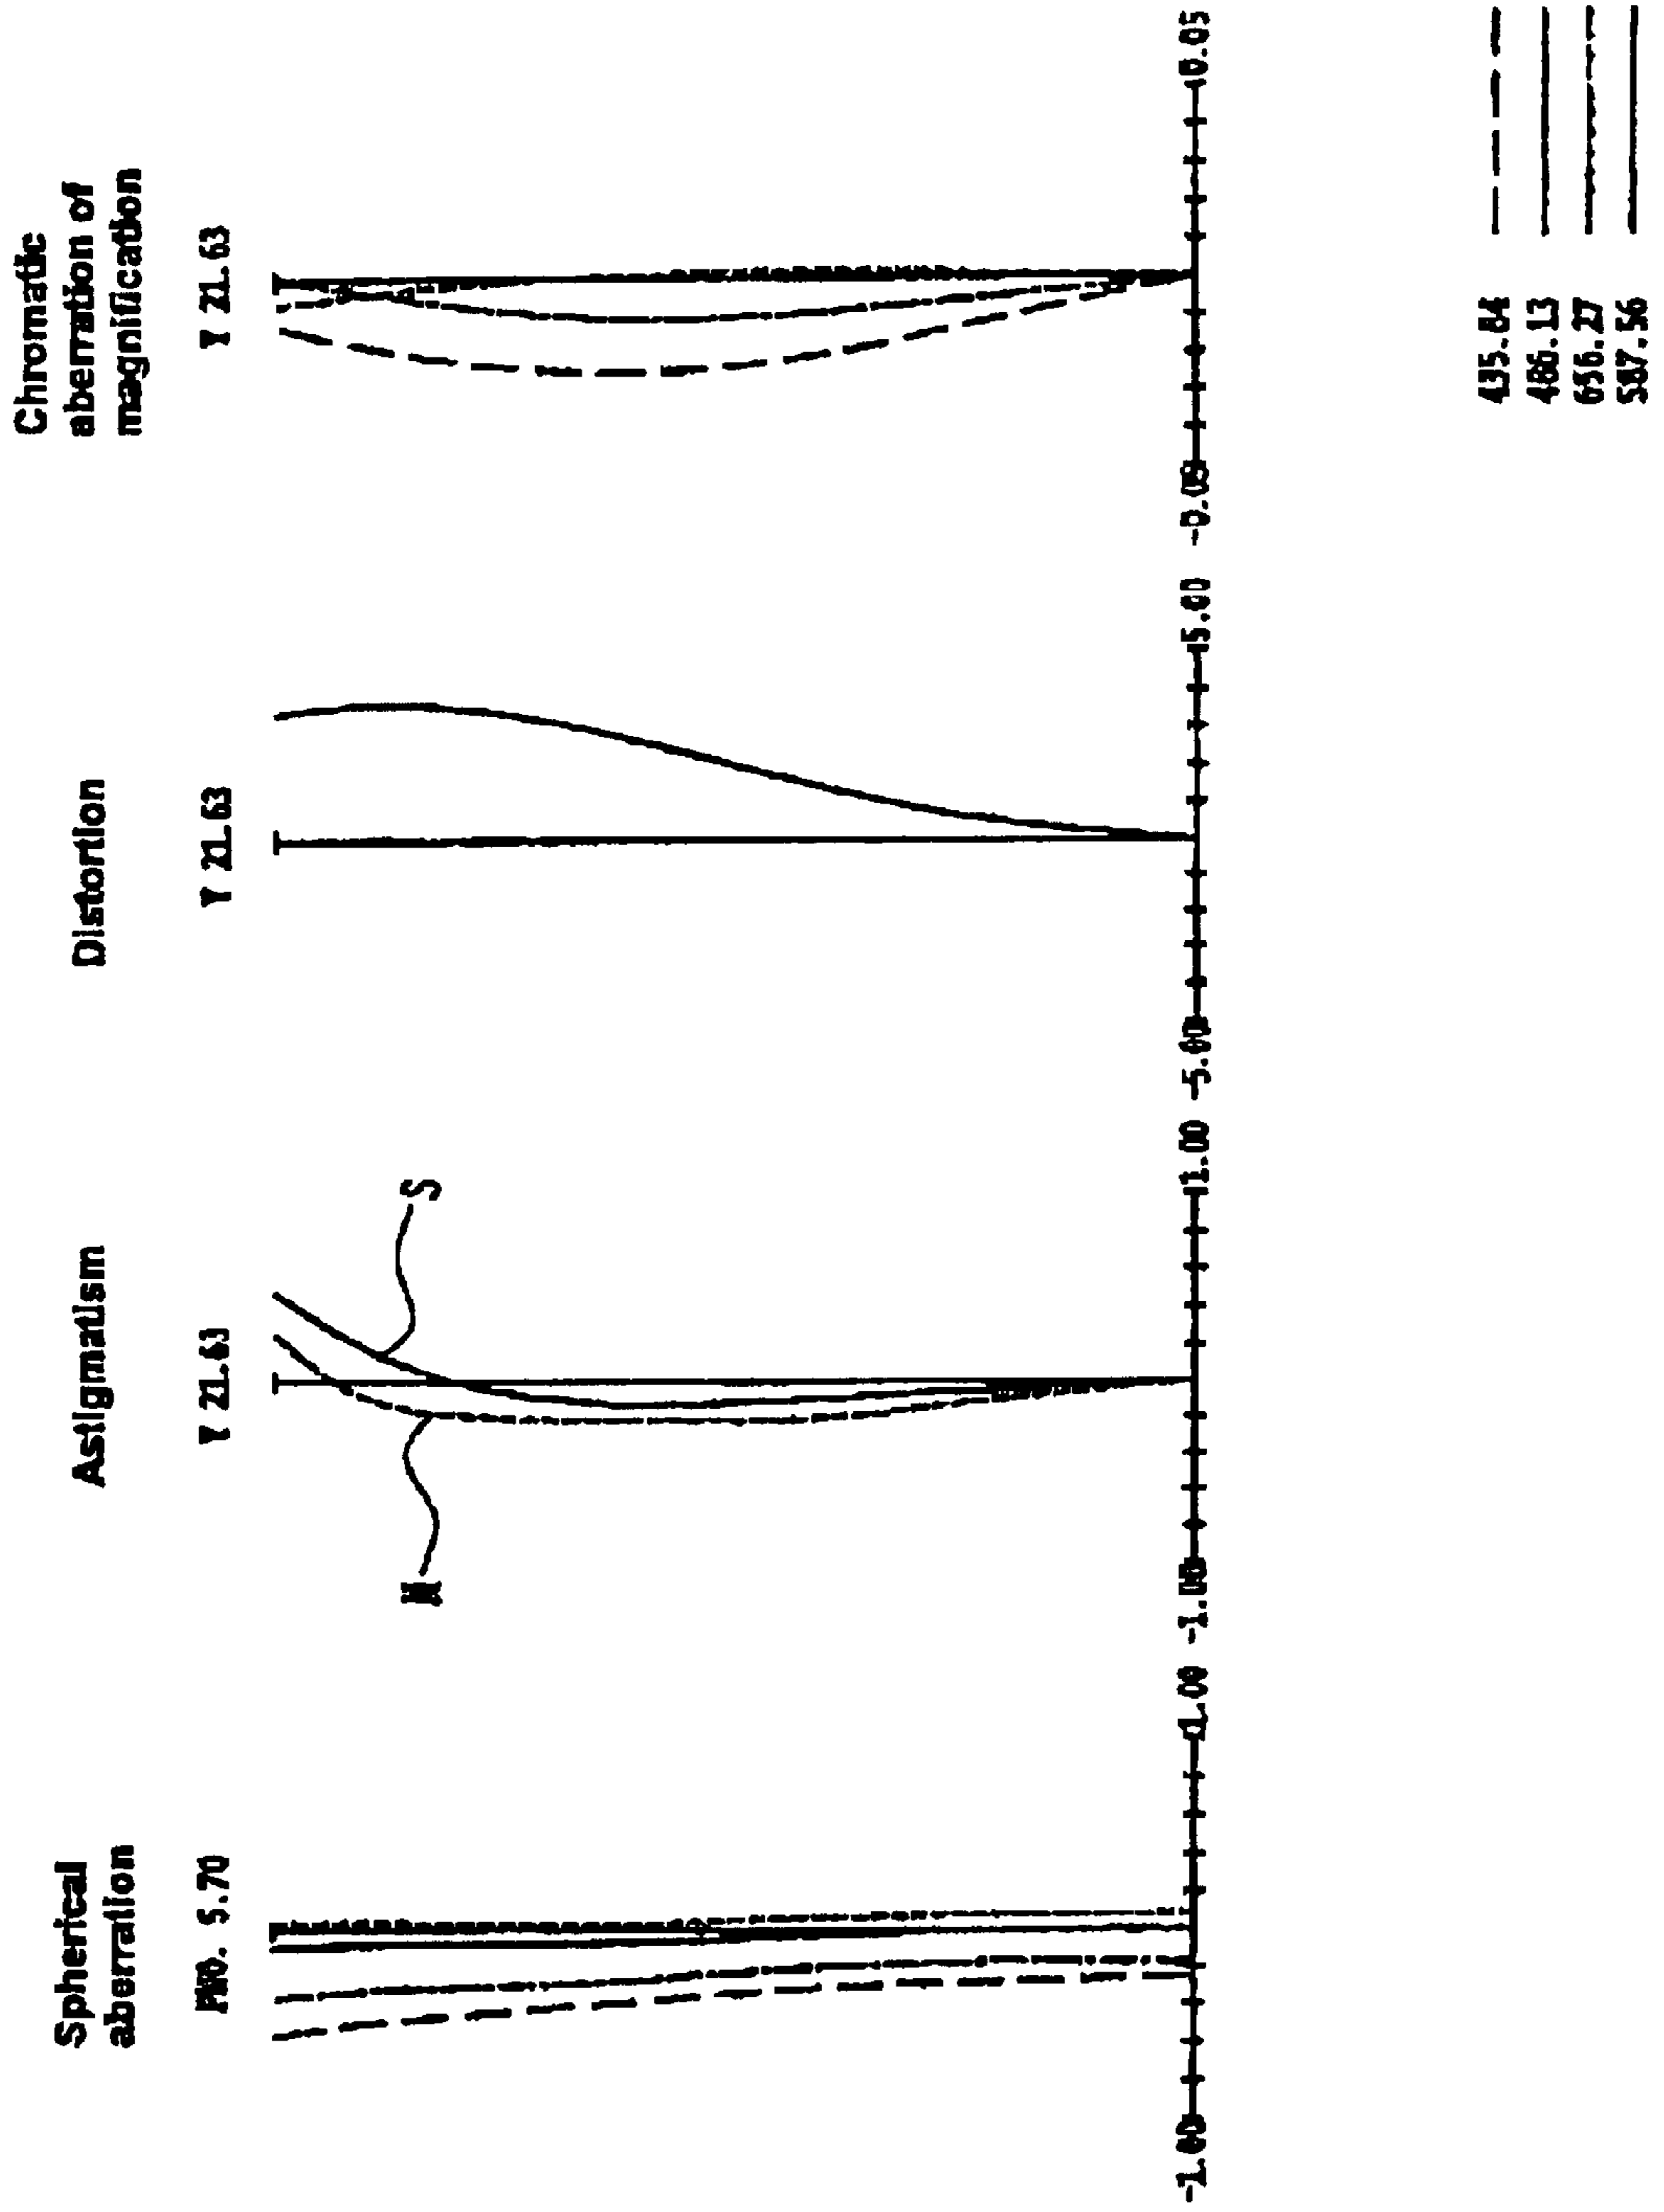 Spherical
aberration
FNO. 5.70
-1.00
1.00
Astigmatism
Y 21.63
M
S
-1.00
1.00
Distortion
Y 21.63
-5.00
5.00
Chromatic
aberration of
magnification
Y 21.63
-0.05
0.05
435.84
486.13
656.27
587.56